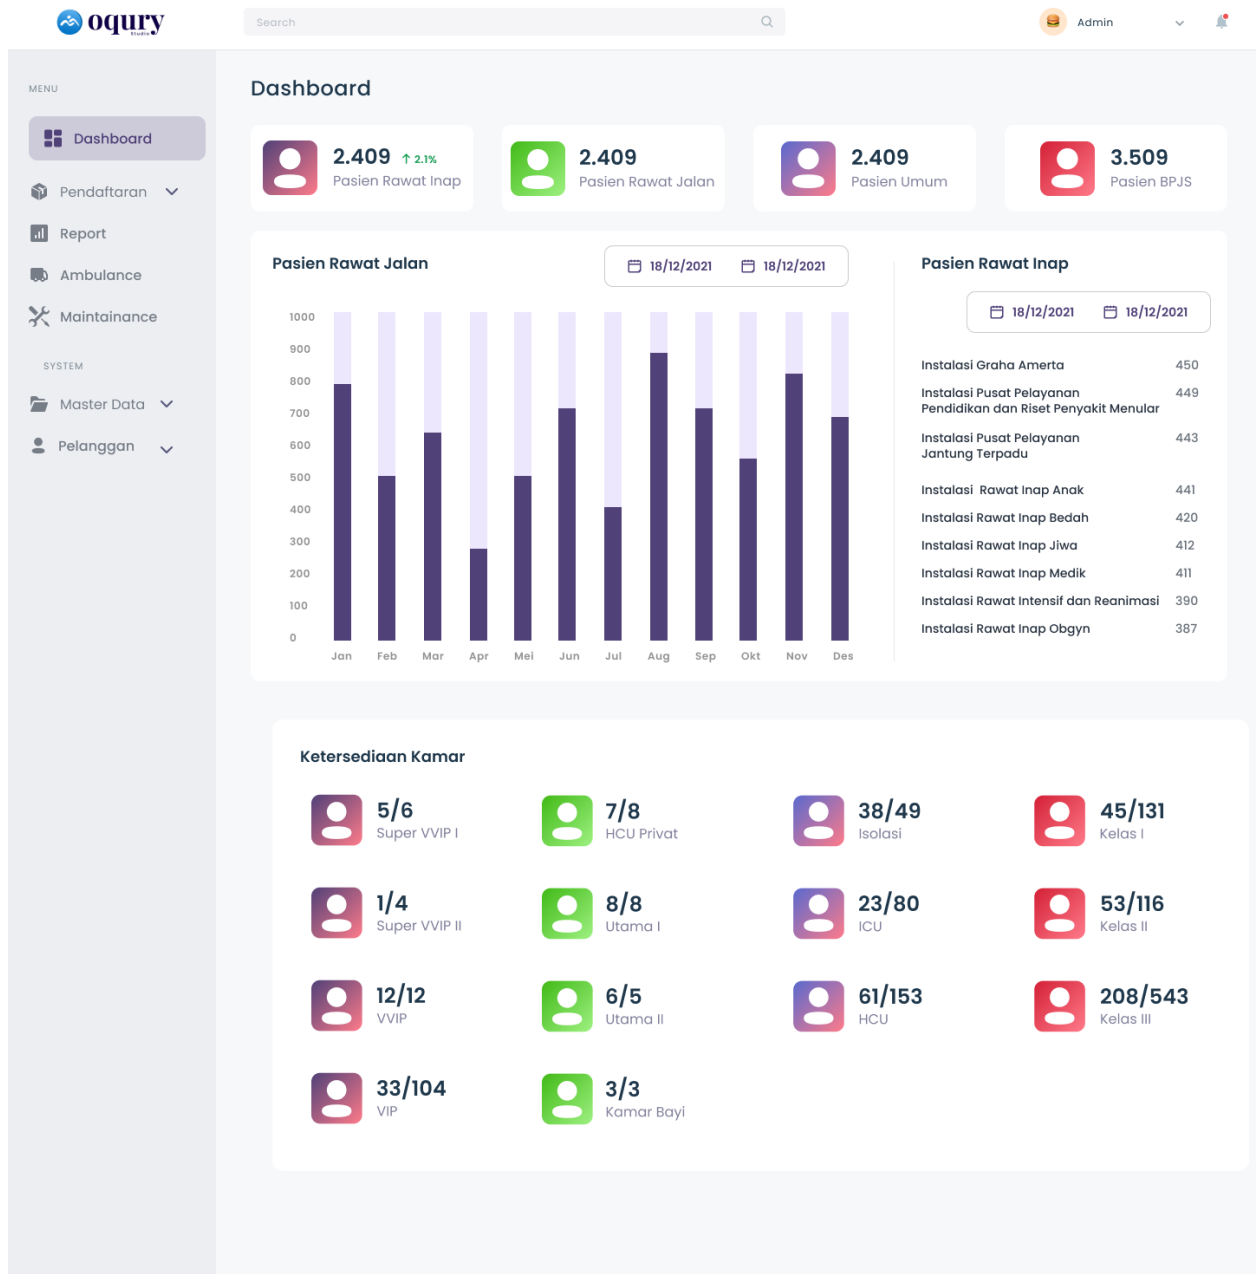 oqury
Studio
Search
Admin
MENU
Dashboard
Pendaftaran
Report
Ambulance
Maintainance
SYSTEM
Master Data
Pelanggan
Dashboard
2.409 ↑ 2.1%
Pasien Rawat Inap
2.409
Pasien Rawat Jalan
2.409
Pasien Umum
3.509
Pasien BPJS
Pasien Rawat Jalan
18/12/2021 18/12/2021
1000
900
800
700
600
500
400
300
200
100
0
Jan Feb Mar Apr Mei Jun Jul Aug Sep Okt Nov Des
Pasien Rawat Inap
18/12/2021 18/12/2021
Instalasi Graha Amerta 450
Instalasi Pusat Pelayanan 449
Pendidikan dan Riset Penyakit Menular
Instalasi Pusat Pelayanan 443
Jantung Terpadu
Instalasi Rawat Inap Anak 441
Instalasi Rawat Inap Bedah 420
Instalasi Rawat Inap Jiwa 412
Instalasi Rawat Inap Medik 411
Instalasi Rawat Intensif dan Reanimasi 390
Instalasi Rawat Inap Obgyn 387
Ketersediaan Kamar
5/6
Super VVIP I
7/8
HCU Privat
38/49
Isolasi
45/131
Kelas I
1/4
Super VVIP II
8/8
Utama I
23/80
ICU
53/116
Kelas II
12/12
VVIP
6/5
Utama II
61/153
HCU
208/543
Kelas III
33/104
VIP
3/3
Kamar Bayi